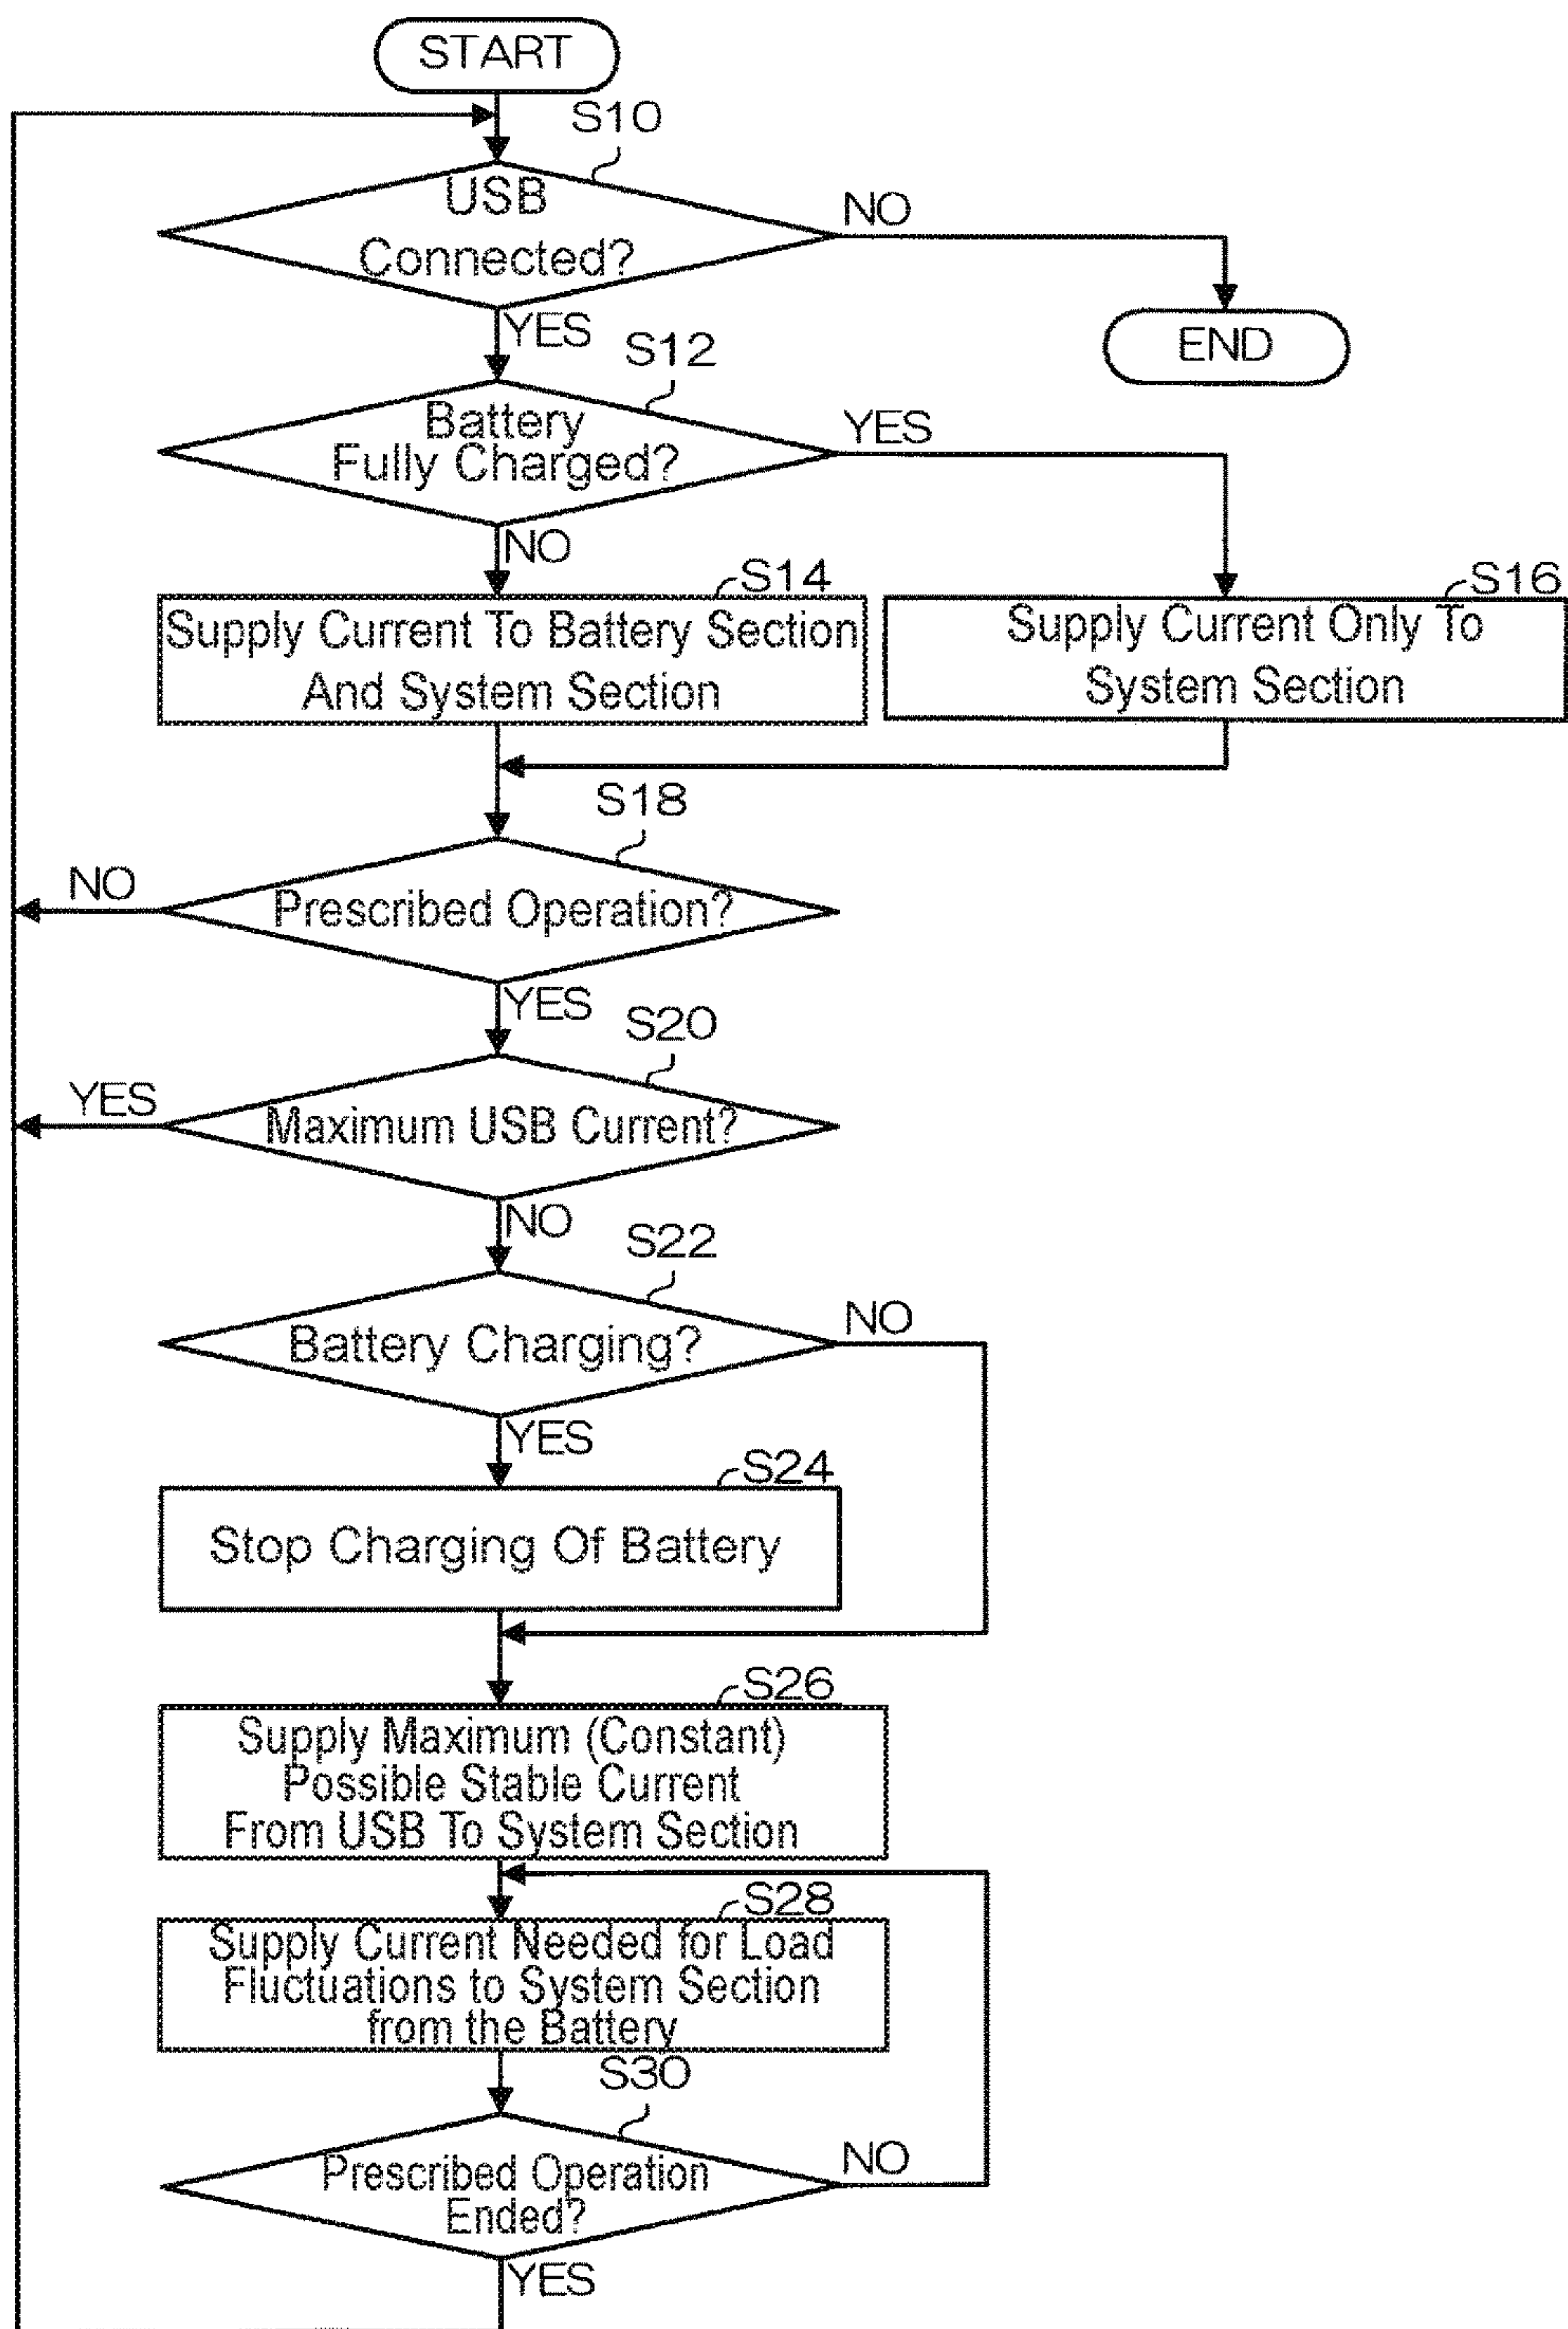 START
S10
USB
Connected?
NO
YES
END
S12
Battery
Fully Charged?
YES
NO
S14
Supply Current To Battery Section
And System Section
S16
Supply Current Only To
System Section
S18
Prescribed Operation?
NO
YES
S20
Maximum USB Current?
YES
NO
S22
Battery Charging?
NO
YES
S24
Stop Charging Of Battery
S26
Supply Maximum (Constant)
Possible Stable Current
From USB To System Section
S28
Supply Current Needed for Load
Fluctuations to System Section
from the Battery
S30
Prescribed Operation
Ended?
NO
YES